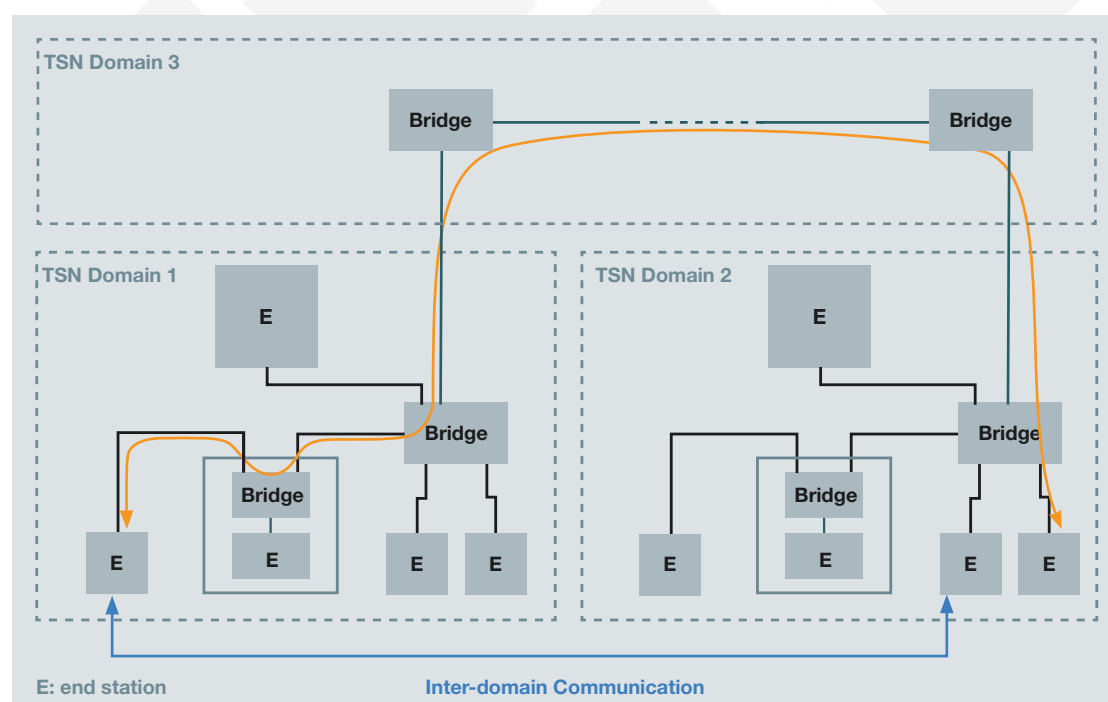 TSN Domain 3
Bridge
Bridge
TSN Domain 1
TSN Domain 2
E
E
Bridge
Bridge
Bridge
Bridge
E
E
E
E
E
E
E
E
E: end station
Inter-domain Communication